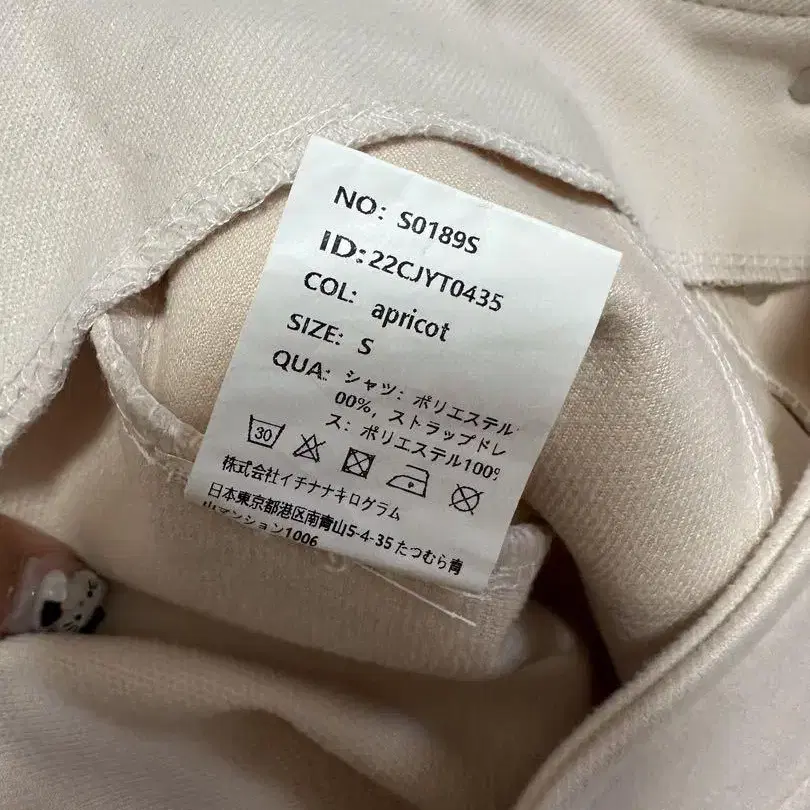 NO: S0189S
ID:22CJYT0435
COL: apricot
SIZE: S
QUA: シャツ: ポリエステル
00%, ストラップドレ
ス: ポリエステル100%
30
株式会社イチナナキログラム
日本東京都港区南青山5-4-35 たつむら青
山マンション1006